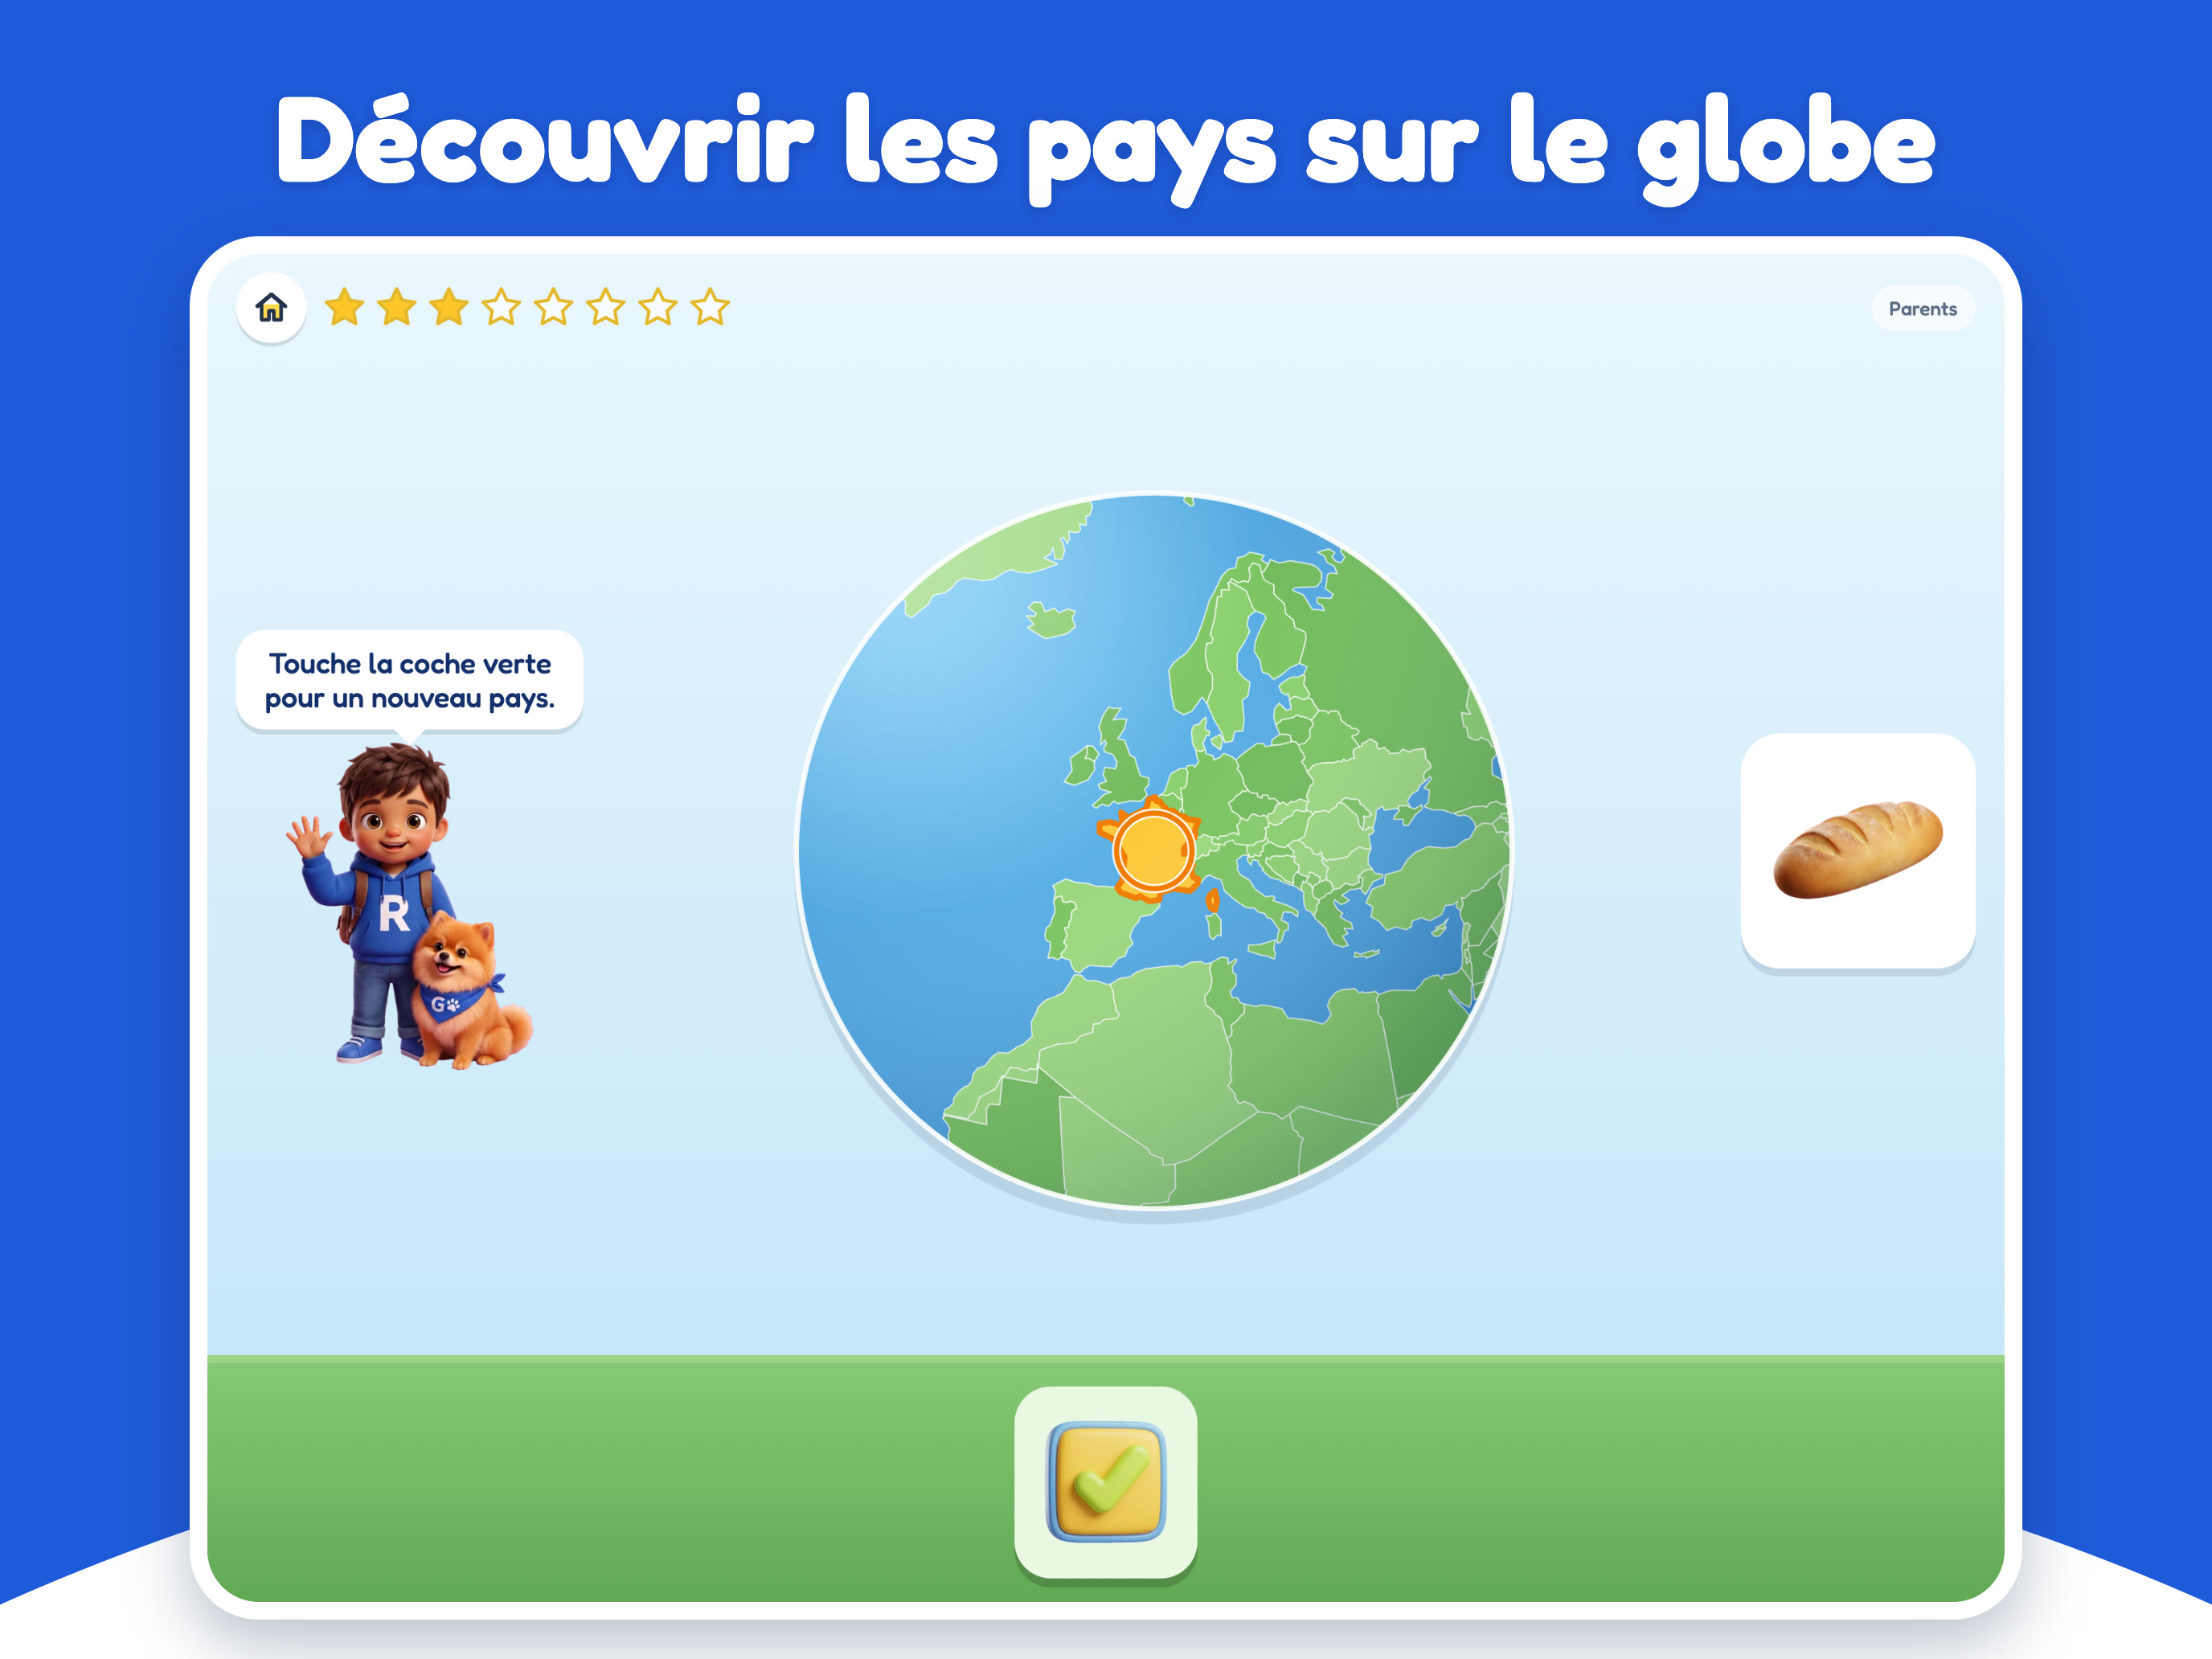 Découvrir les pays sur le globe
Parents
Touche la coche verte
pour un nouveau pays.
R
G